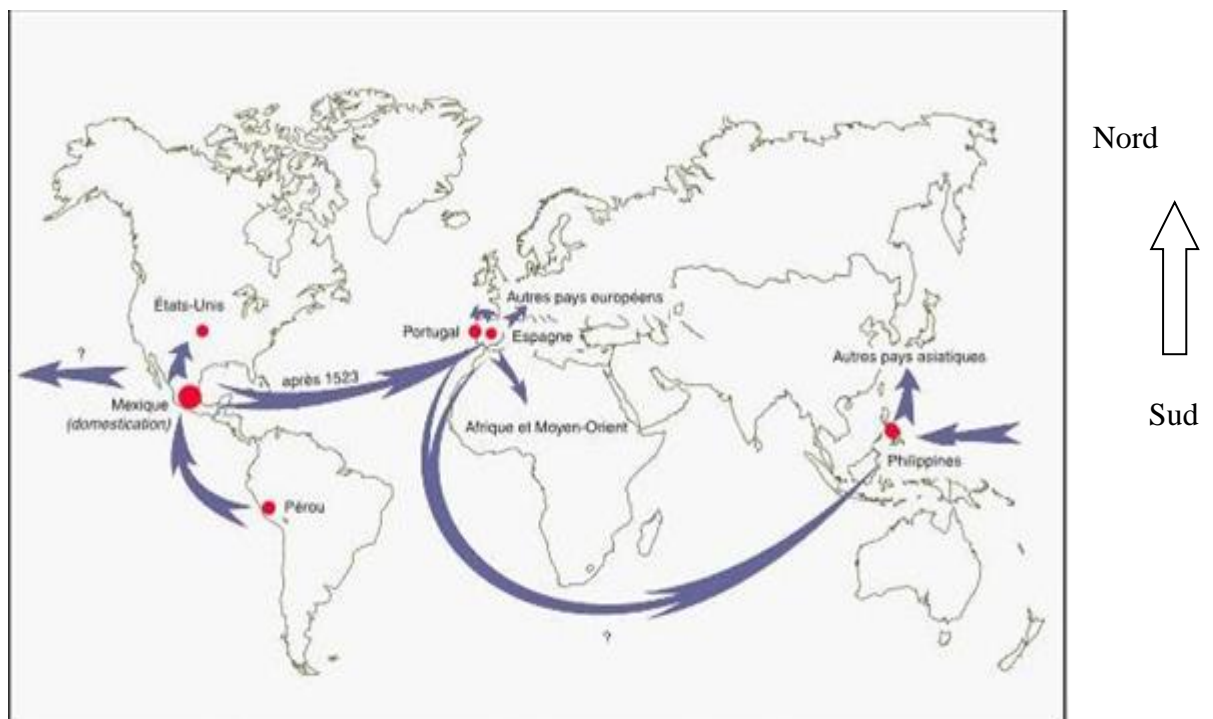 Nord
Autres pays européens
États-Unis
Portugal
Espagne
?
Autres pays asiatiques
après 1523
Mexique
(domestication)
Sud
Afrique et Moyen-Orient
Philippines
Pérou
?